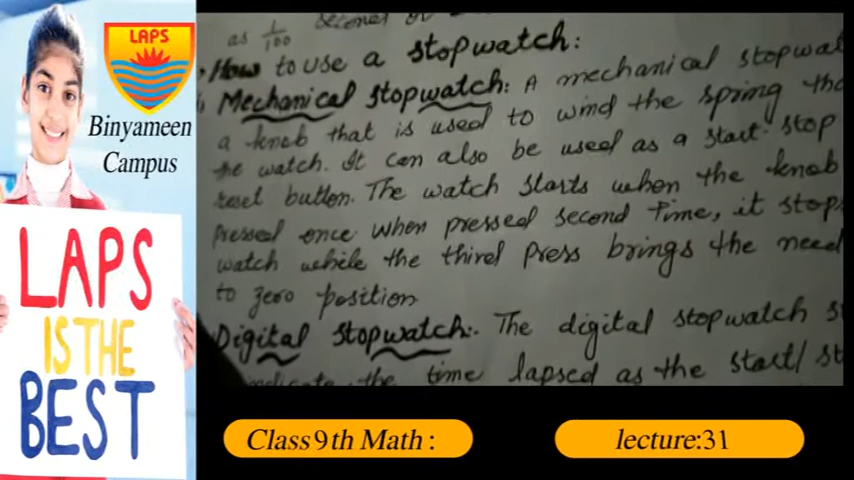 LAPS
Binyameen
Campus
LAPS
IS THE
BEST
as 1/100 second
How to use a stopwatch:
Mechanical stopwatch: A mechanical stopwat
a knob that is used to wind the spring tha
the watch. It can also be used as a start-stop
reset button. The watch starts when the knob
pressed once when pressed second time, it stops
watch while the third press brings the need
to zero position
Digital stopwatch:- The digital stopwatch s
indicate the time lapsed as the start/st
Class 9th Math :
lecture:31